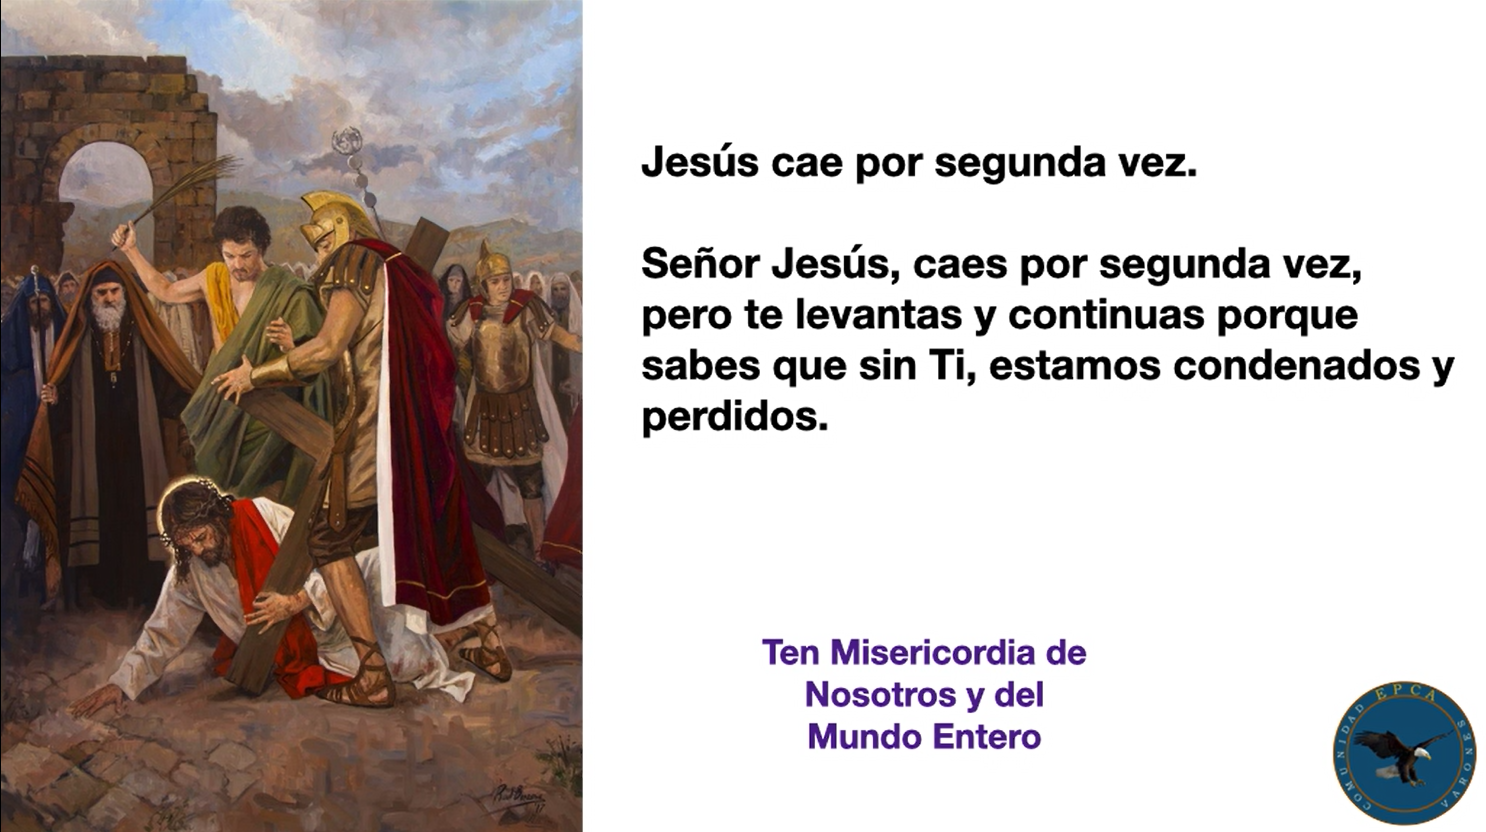 Jesús cae por segunda vez.
Señor Jesús, caes por segunda vez,
pero te levantas y continuas porque
sabes que sin Ti, estamos condenados y
perdidos.
Ten Misericordia de
Nosotros y del
Mundo Entero
COMUNIDAD EPCA SEÑORVA